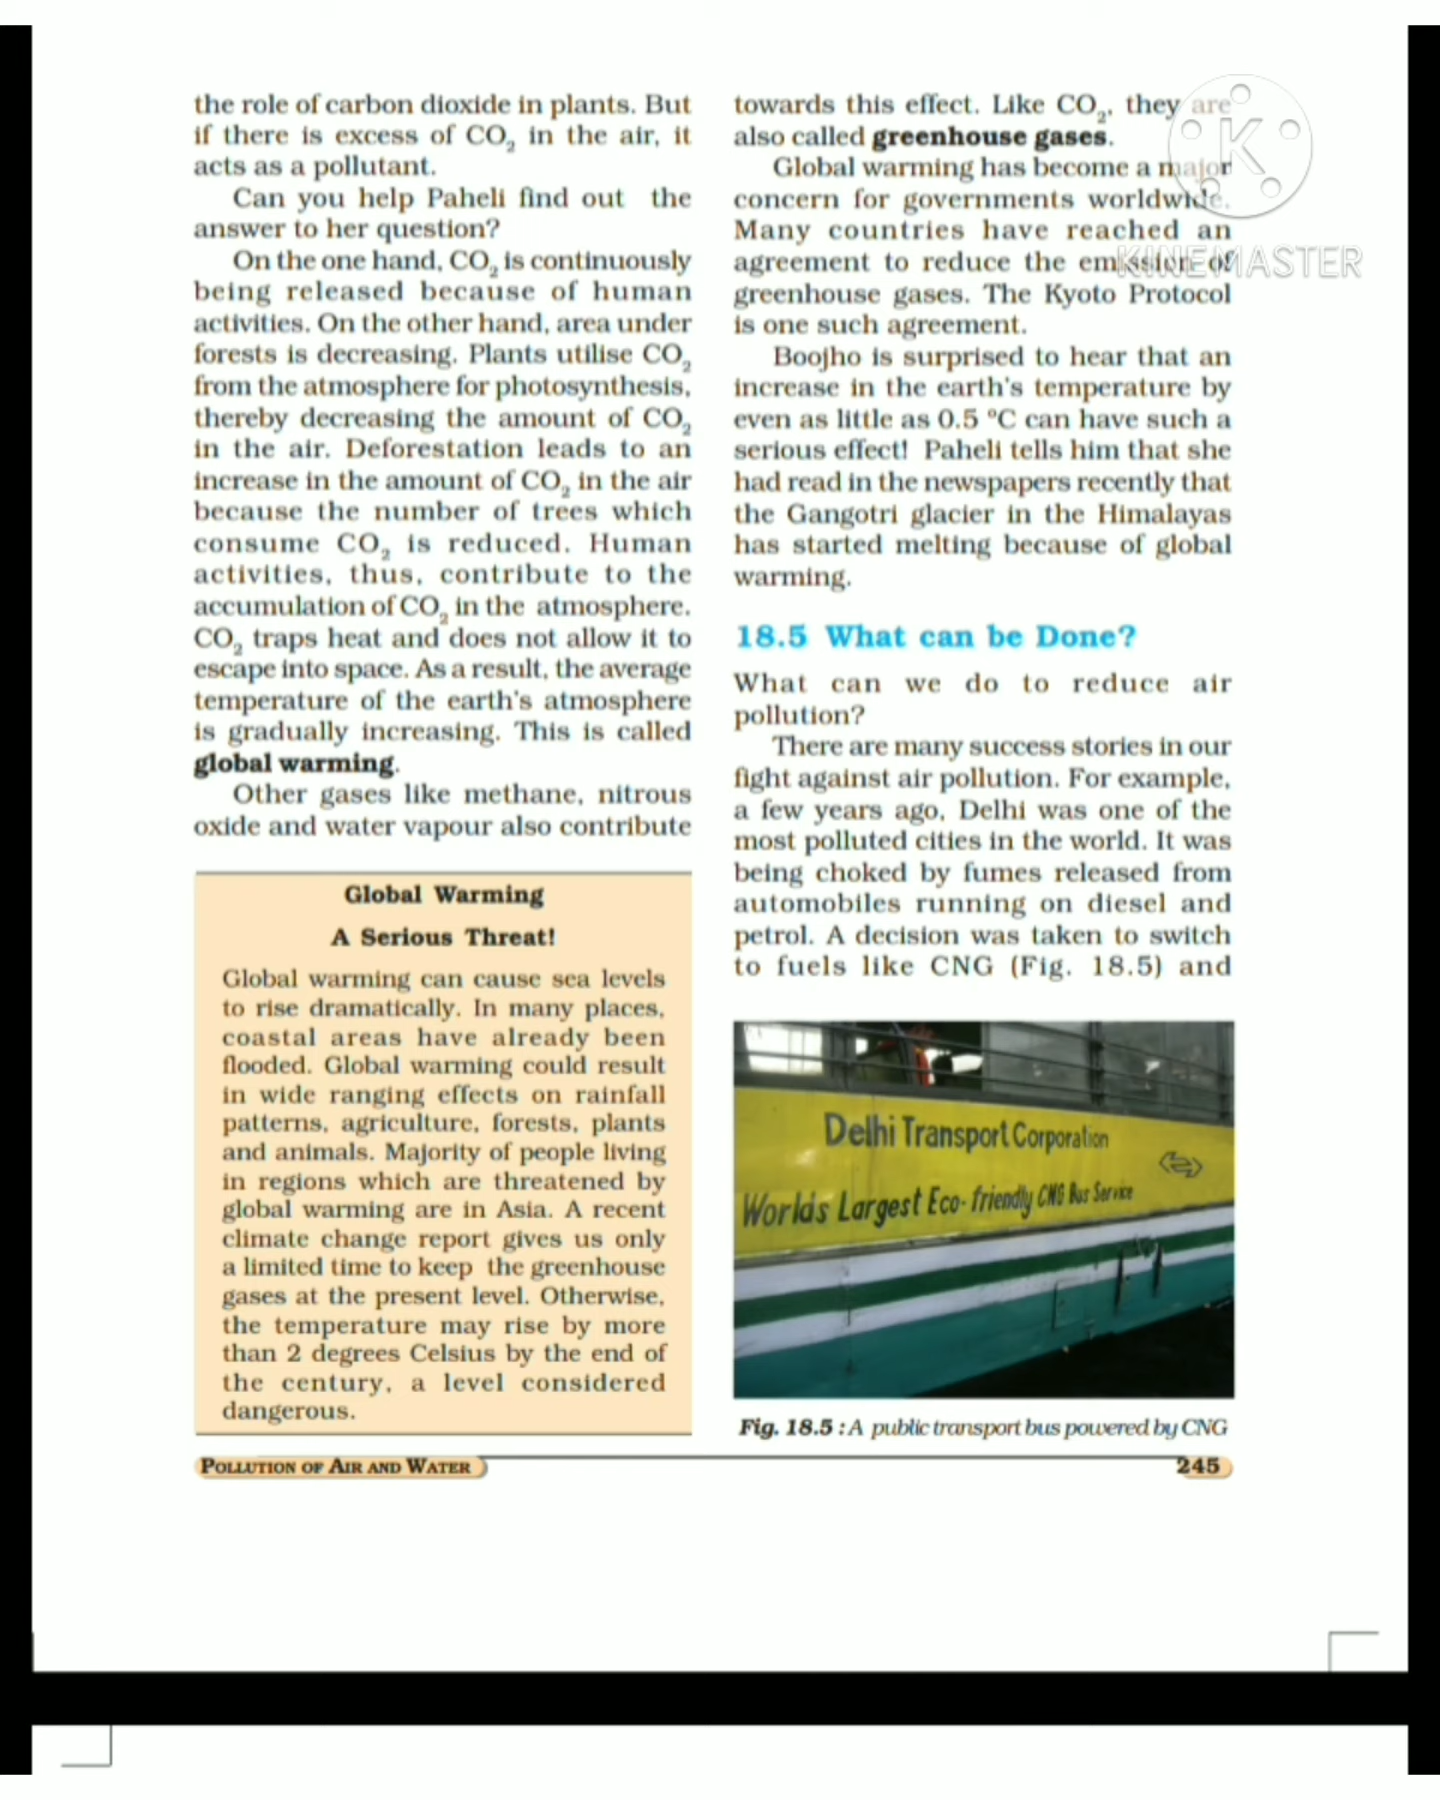 the role of carbon dioxide in plants. But
if there is excess of CO₂ in the air, it
acts as a pollutant.
Can you help Paheli find out the
answer to her question?
On the one hand, CO₂ is continuously
being released because of human
activities. On the other hand, area under
forests is decreasing. Plants utilise CO₂
from the atmosphere for photosynthesis,
thereby decreasing the amount of CO₂
in the air. Deforestation leads to an
increase in the amount of CO₂ in the air
because the number of trees which
consume CO₂ is reduced. Human
activities, thus, contribute to the
accumulation of CO₂ in the atmosphere.
CO₂ traps heat and does not allow it to
escape into space. As a result, the average
temperature of the earth's atmosphere
is gradually increasing. This is called
global warming.
Other gases like methane, nitrous
oxide and water vapour also contribute
Global Warming
A Serious Threat!
Global warming can cause sea levels
to rise dramatically. In many places,
coastal areas have already been
flooded. Global warming could result
in wide ranging effects on rainfall
patterns, agriculture, forests, plants
and animals. Majority of people living
in regions which are threatened by
global warming are in Asia. A recent
climate change report gives us only
a limited time to keep the greenhouse
gases at the present level. Otherwise,
the temperature may rise by more
than 2 degrees Celsius by the end of
the century, a level considered
dangerous.
towards this effect. Like CO₂, they are
also called greenhouse gases.
Global warming has become a major
concern for governments worldwide.
Many countries have reached an
agreement to reduce the emission of
greenhouse gases. The Kyoto Protocol
is one such agreement.
Boojho is surprised to hear that an
increase in the earth's temperature by
even as little as 0.5 °C can have such a
serious effect! Paheli tells him that she
had read in the newspapers recently that
the Gangotri glacier in the Himalayas
has started melting because of global
warming.
18.5 What can be Done?
What can we do to reduce air
pollution?
There are many success stories in our
fight against air pollution. For example,
a few years ago, Delhi was one of the
most polluted cities in the world. It was
being choked by fumes released from
automobiles running on diesel and
petrol. A decision was taken to switch
to fuels like CNG (Fig. 18.5) and
Delhi Transport Corporation
Worlds Largest Eco-friendly CNG Bus Service
Fig. 18.5 : A public transport bus powered by CNG
POLLUTION OF AIR AND WATER
245
K
KINEMASTER